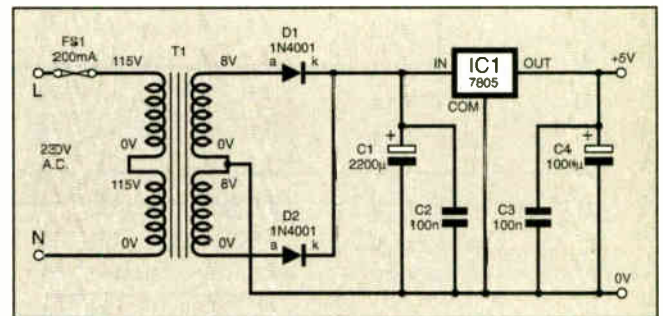 FS1
200mA
L
230V
A.C.
N
115V
0V
115V
0V
T1
8V
0V
8V
0V
D1
1N4001
a
k
D2
1N4001
a
k
IN
IC1
7805
OUT
COM
+
C1
2200µ
C2
100n
C3
100n
+
C4
100µ
+5V
0V